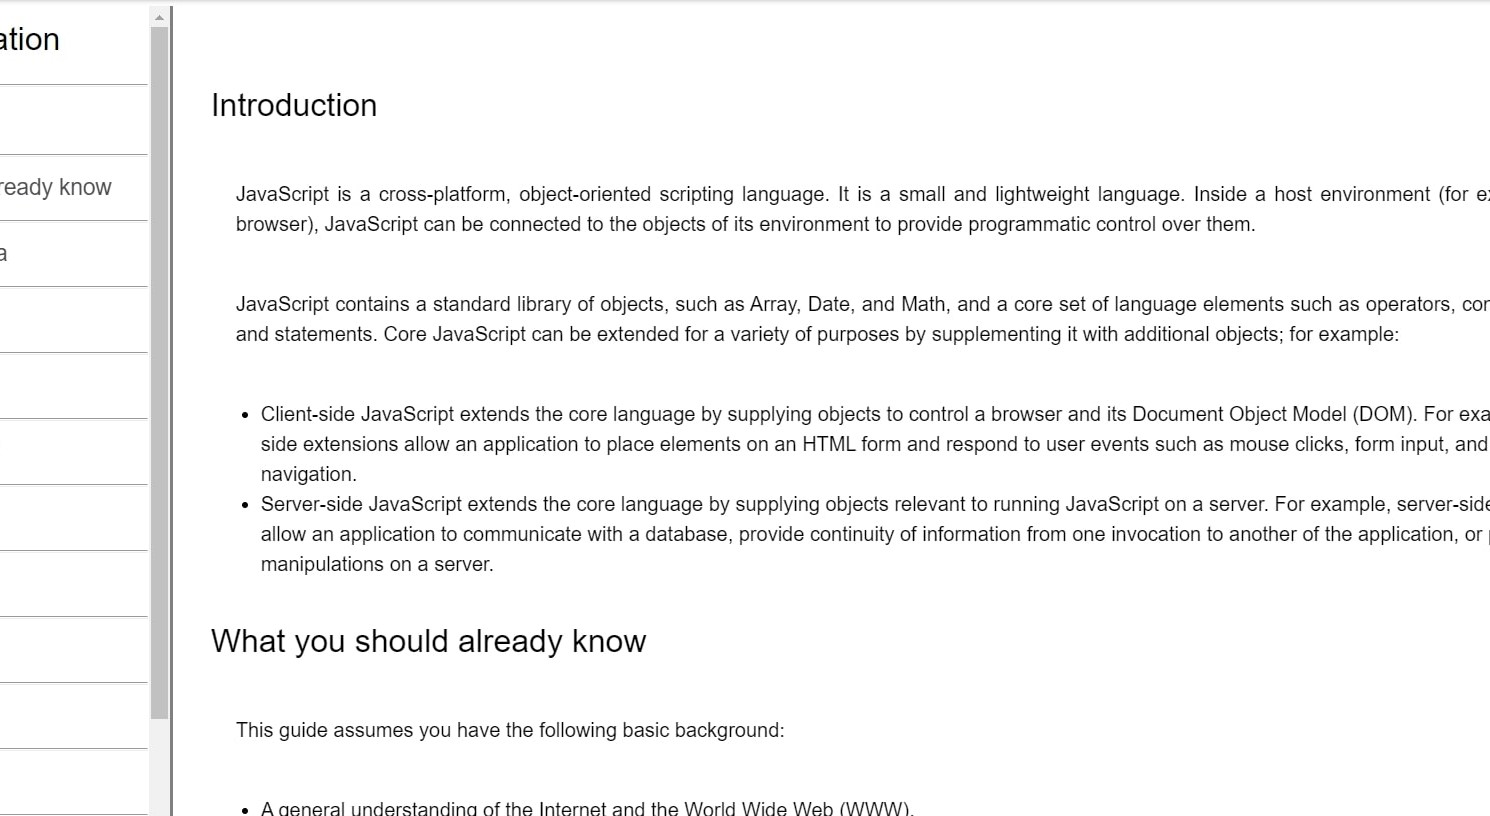 ation
ready know
a
Introduction
JavaScript is a cross-platform, object-oriented scripting language. It is a small and lightweight language. Inside a host environment (for
browser), JavaScript can be connected to the objects of its environment to provide programmatic control over them.
JavaScript contains a standard library of objects, such as Array, Date, and Math, and a core set of language elements such as operators,
and statements. Core JavaScript can be extended for a variety of purposes by supplementing it with additional objects; for example:
• Client-side JavaScript extends the core language by supplying objects to control a browser and its Document Object Model (DOM). For
side extensions allow an application to place elements on an HTML form and respond to user events such as mouse clicks, form input, and
navigation.
• Server-side JavaScript extends the core language by supplying objects relevant to running JavaScript on a server. For example, server-side
allow an application to communicate with a database, provide continuity of information from one invocation to another of the application, or
manipulations on a server.
What you should already know
This guide assumes you have the following basic background:
• A general understanding of the Internet and the World Wide Web (WWW).